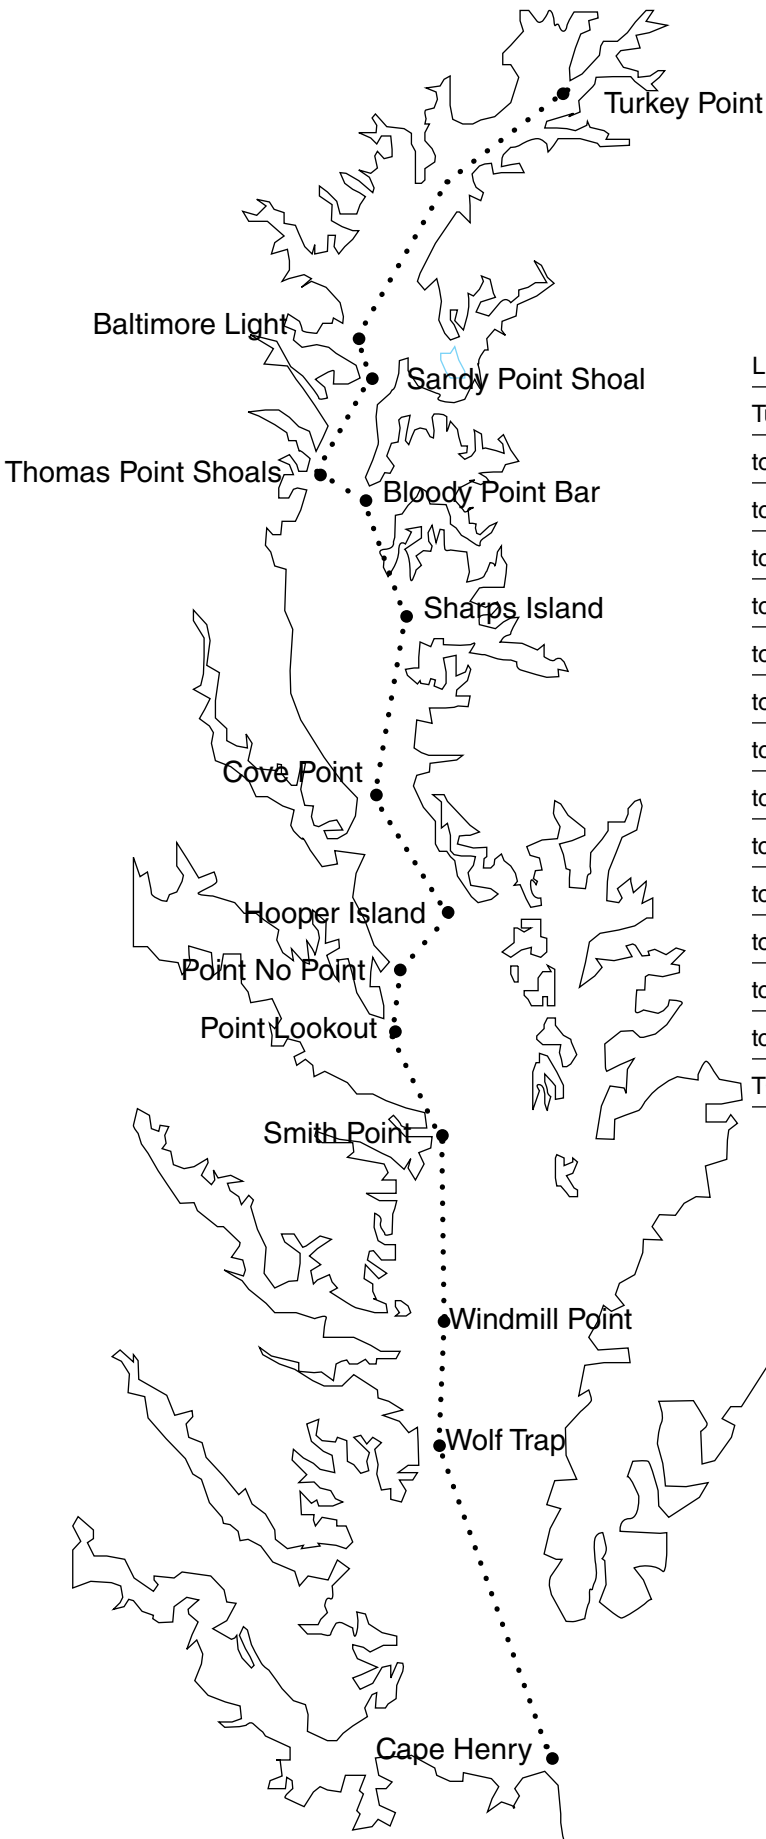 Turkey Point
Baltimore Light
Sandy Point Shoal
Thomas Point Shoals
Bloody Point Bar
Sharps Island
Cove Point
Hooper Island
Point No Point
Point Lookout
Smith Point
Windmill Point
Wolf Trap
Cape Henry